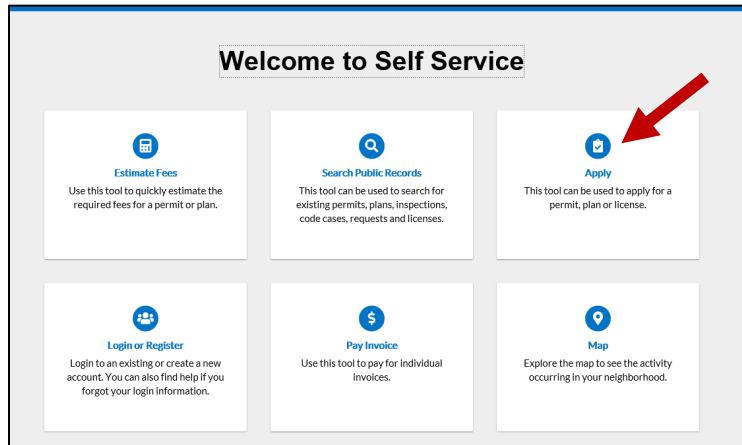 Welcome to Self Service
Estimate Fees
Use this tool to quickly estimate the
required fees for a permit or plan.
Search Public Records
This tool can be used to search for
existing permits, plans, inspections,
code cases, requests and licenses.
Apply
This tool can be used to apply for a
permit, plan or license.
Login or Register
Login to an existing or create a new
account. You can also find help if you
forgot your login information.
$
Pay Invoice
Use this tool to pay for individual
invoices.
Map
Explore the map to see the activity
occurring in your neighborhood.